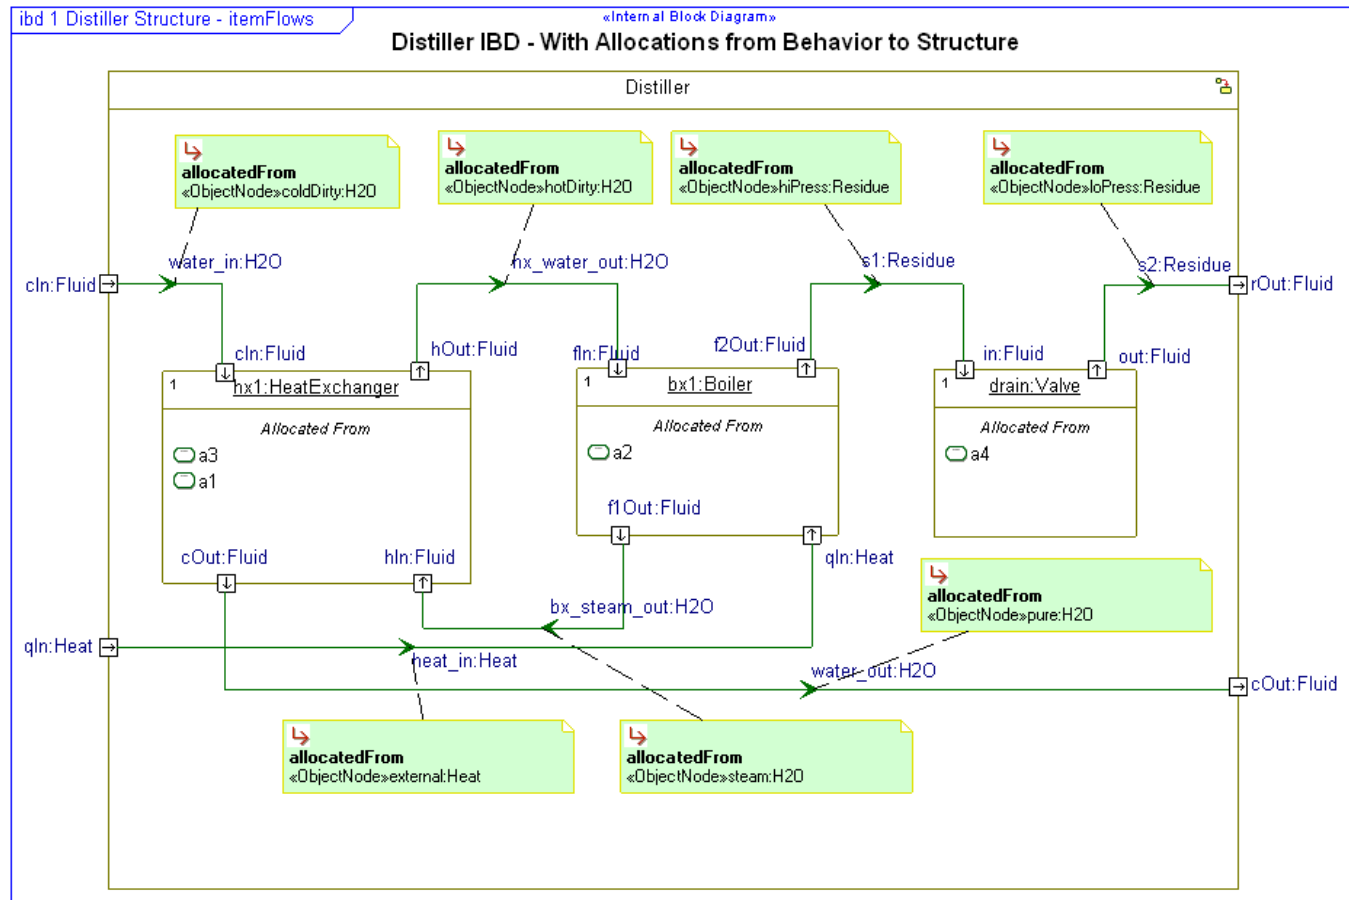 ibd 1 Distiller Structure - itemFlows
«Internal Block Diagram»
Distiller IBD - With Allocations from Behavior to Structure
Distiller
allocatedFrom
«ObjectNode»coldDirty:H2O
allocatedFrom
«ObjectNode»hotDirty:H2O
allocatedFrom
«ObjectNode»hiPress:Residue
allocatedFrom
«ObjectNode»loPress:Residue
water_in:H2O
hx_water_out:H2O
s1:Residue
s2:Residue
cIn:Fluid
rOut:Fluid
cIn:Fluid
hOut:Fluid
fIn:Fluid
f2Out:Fluid
in:Fluid
out:Fluid
1
hx1:HeatExchanger
1
bx1:Boiler
1
drain:Valve
Allocated From
a3
a1
Allocated From
a2
Allocated From
a4
f1Out:Fluid
cOut:Fluid
hIn:Fluid
qIn:Heat
bx_steam_out:H2O
allocatedFrom
«ObjectNode»pure:H2O
qIn:Heat
heat_in:Heat
water_out:H2O
cOut:Fluid
allocatedFrom
«ObjectNode»external:Heat
allocatedFrom
«ObjectNode»steam:H2O